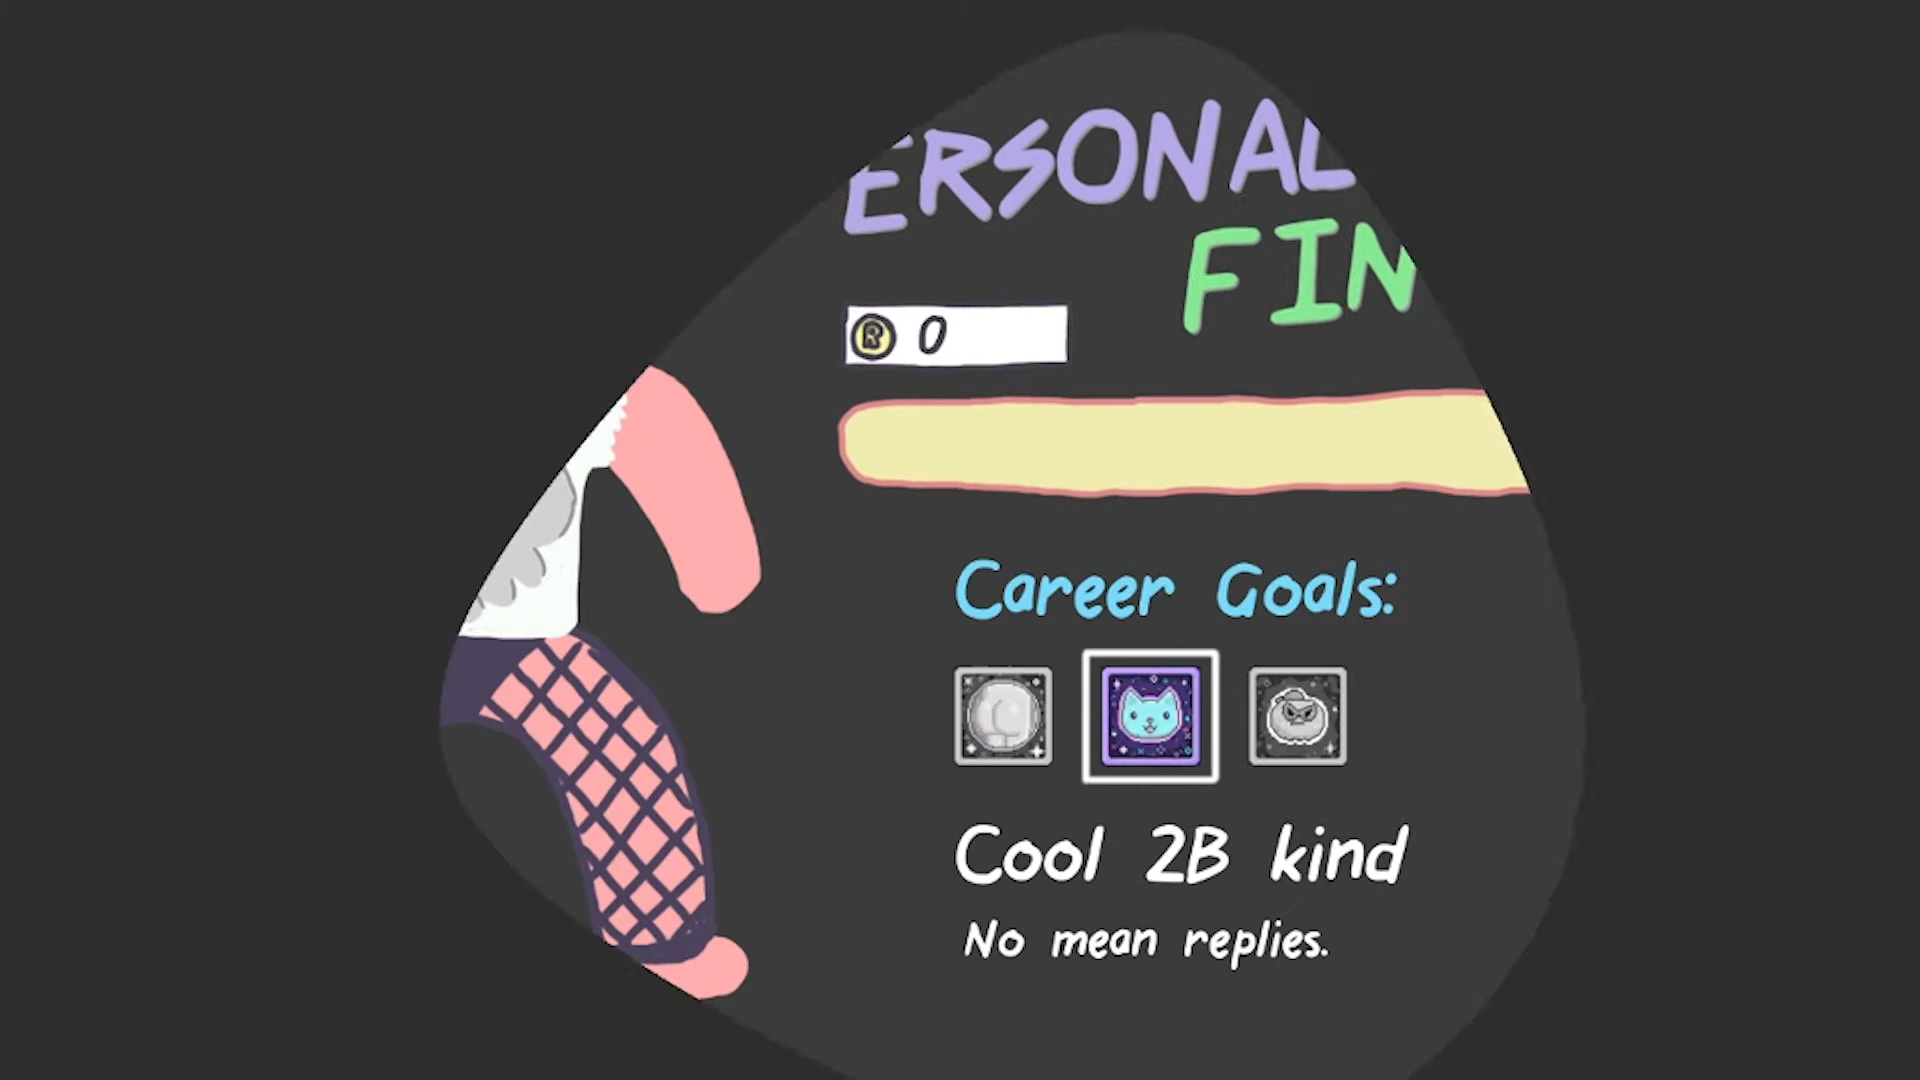 ERSONAL
FIN
R 0
Career Goals:
Cool 2B kind
No mean replies.